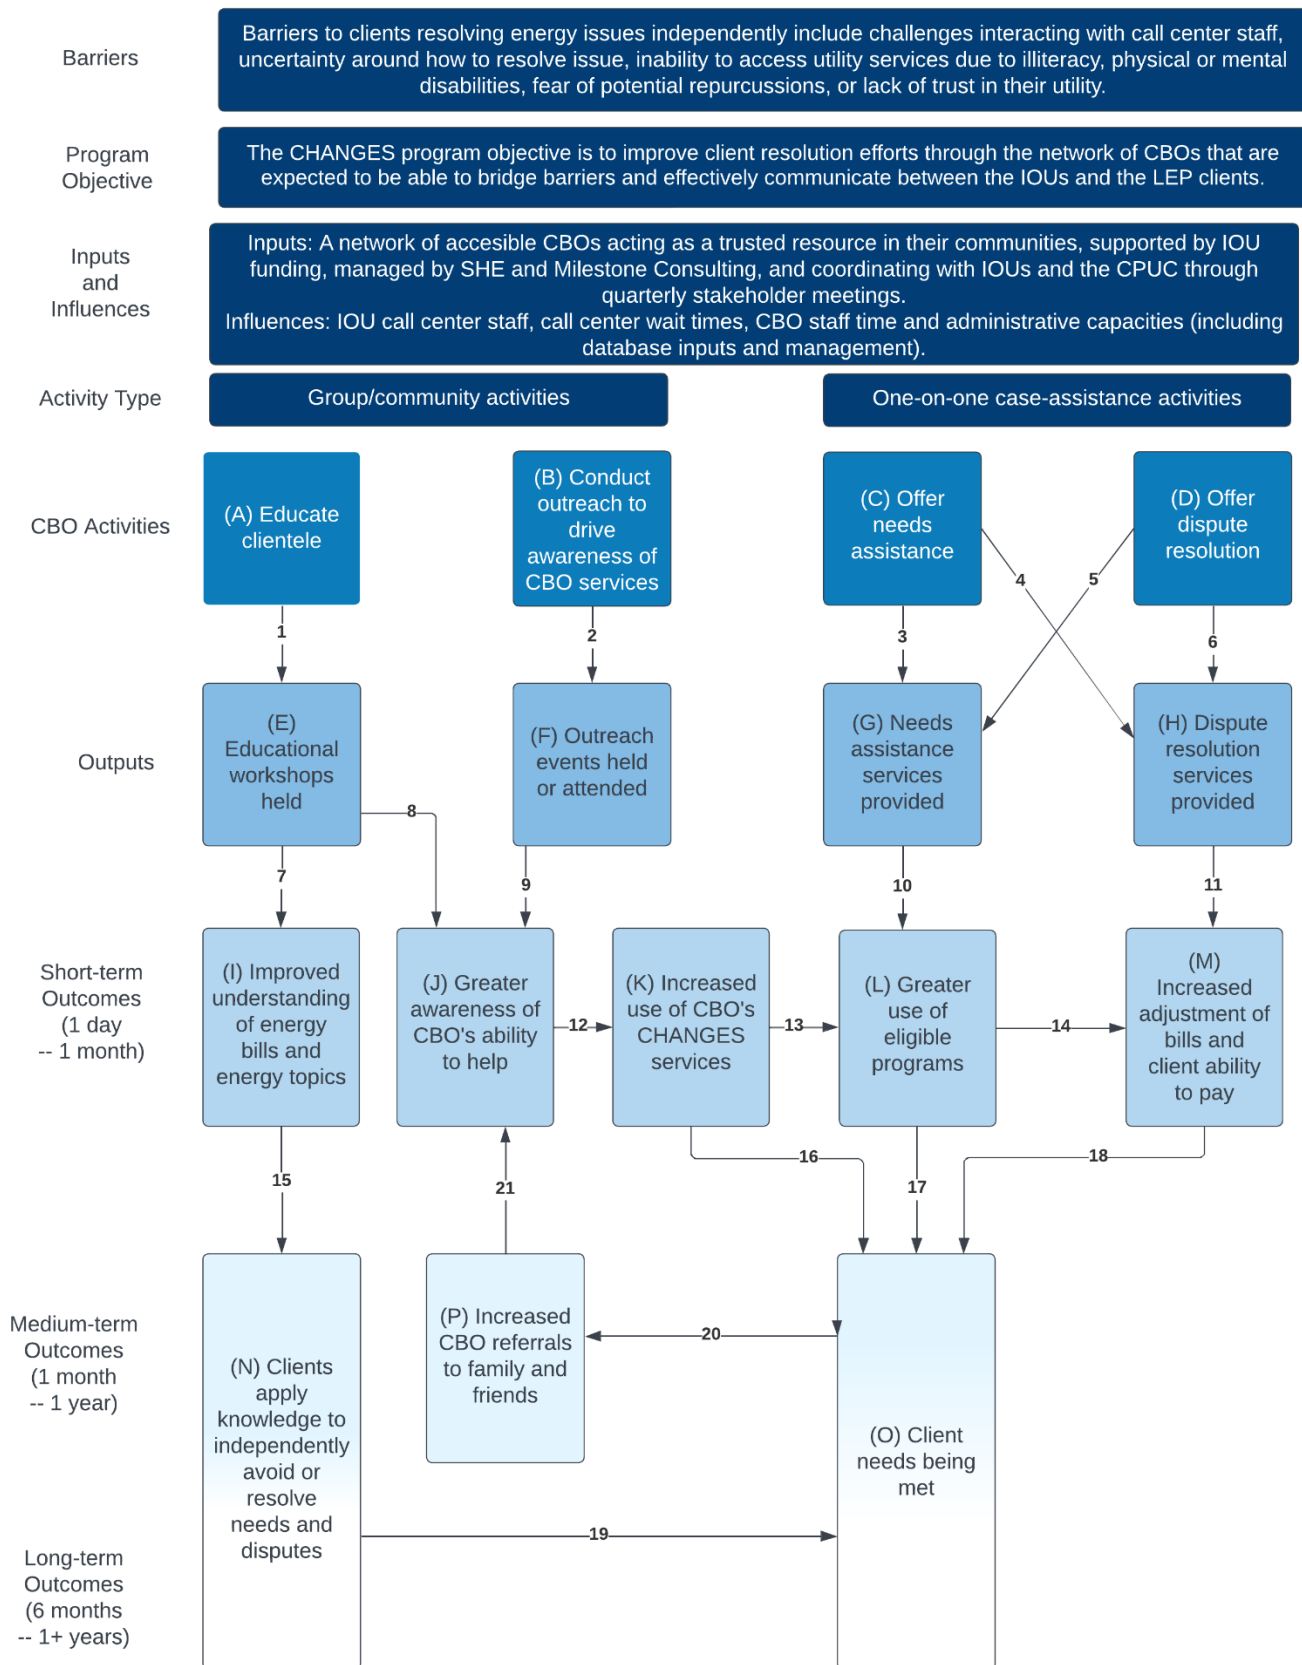 Barriers
Barriers to clients resolving energy issues independently include challenges interacting with call center staff,
uncertainty around how to resolve issue, inability to access utility services due to illiteracy, physical or mental
disabilities, fear of potential repurcussions, or lack of trust in their utility.
Program
Objective
The CHANGES program objective is to improve client resolution efforts through the network of CBOs that are
expected to be able to bridge barriers and effectively communicate between the IOUs and the LEP clients.
Inputs
and
Influences
Inputs: A network of accesible CBOs acting as a trusted resource in their communities, supported by IOU
funding, managed by SHE and Milestone Consulting, and coordinating with IOUs and the CPUC through
quarterly stakeholder meetings.
Influences: IOU call center staff, call center wait times, CBO staff time and administrative capacities (including
database inputs and management).
Activity Type
Group/community activities
One-on-one case-assistance activities
CBO Activities
(A) Educate
clientele
(B) Conduct
outreach to
drive
awareness of
CBO services
(C) Offer
needs
assistance
(D) Offer
dispute
resolution
1
2
3
4
5
6
Outputs
(E)
Educational
workshops
held
(F) Outreach
events held
or attended
(G) Needs
assistance
services
provided
(H) Dispute
resolution
services
provided
7
8
9
10
11
Short-term
Outcomes
(1 day
-- 1 month)
(I) Improved
understanding
of energy
bills and
energy topics
(J) Greater
awareness of
CBO's ability
to help
12
(K) Increased
use of CBO's
CHANGES
services
13
(L) Greater
use of
eligible
programs
14
(M)
Increased
adjustment of
bills and
client ability
to pay
15
21
16
17
18
Medium-term
Outcomes
(1 month
-- 1 year)
(N) Clients
apply
knowledge to
independently
avoid or
resolve
needs and
disputes
(P) Increased
CBO referrals
to family and
friends
20
(O) Client
needs being
met
19
Long-term
Outcomes
(6 months
-- 1+ years)